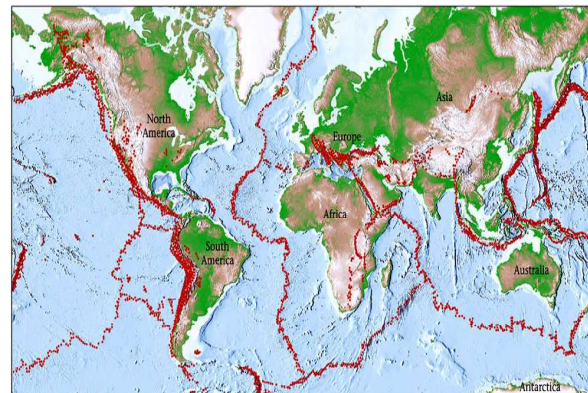 North
America
Europe
Asia
Africa
South
America
Australia
Antarctica